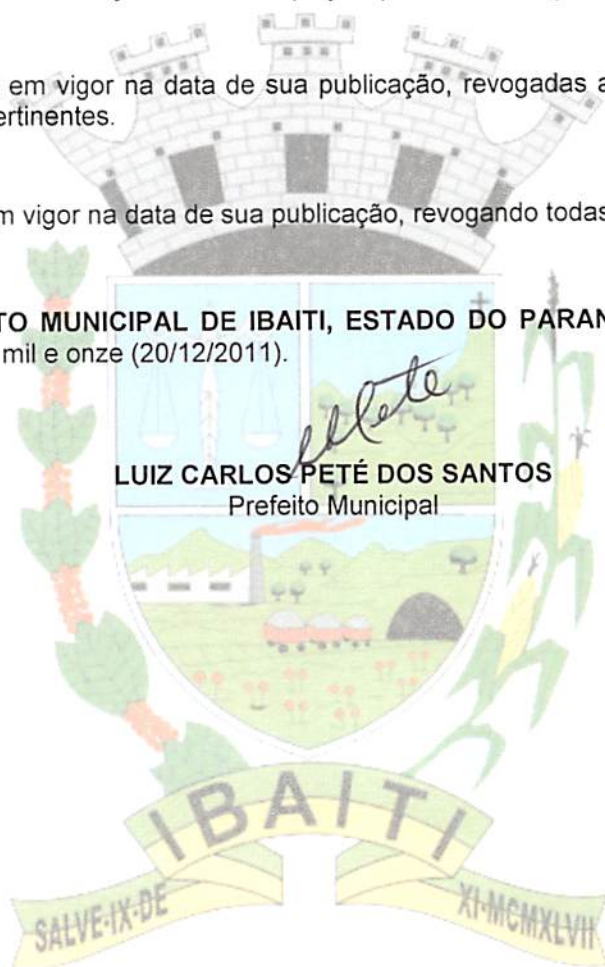 em vigor na data de sua publicação, revogadas a
ertinentes.
m vigor na data de sua publicação, revogando todas
TO MUNICIPAL DE IBAITI, ESTADO DO PARAN
mil e onze (20/12/2011).
LUIZ CARLOS PETÉ DOS SANTOS
Prefeito Municipal
IBAITI
SALVE-IX-DE
XI-MCMXLVII